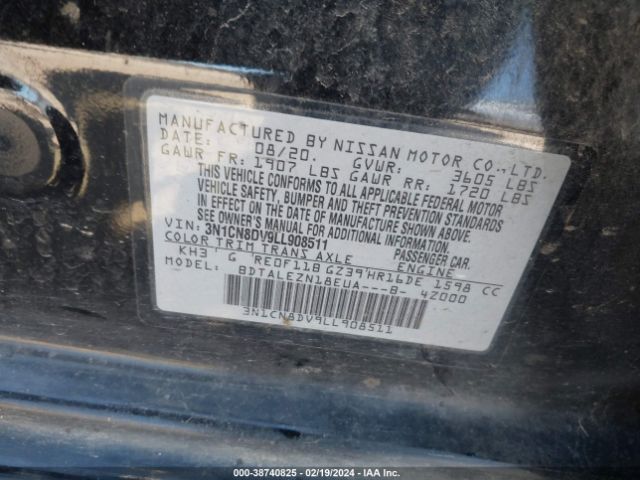 MANUFACTURED BY NISSAN MOTOR CO.,LTD.
DATE: 08/20. GVWR: 3605 LBS
GAWR FR: 1907 LBS GAWR RR: 1720 LBS
THIS VEHICLE CONFORMS TO ALL APPLICABLE FEDERAL MOTOR
VEHICLE SAFETY, BUMPER AND THEFT PREVENTION STANDARDS
IN EFFECT ON THE DATE OF MANUFACTURE SHOWN ABOVE.
SEE OWNER'S MANUAL FOR ADDITIONAL INFORMATION.
VIN: 3N1CN8DV9LL908511 PASSENGER CAR.
COLOR TRIM TRANS AXLE ENGINE
KH3 G RE0F11B GZ39 HR16DE 1598 CC
MODEL: BDTALEZN18EUA---B- 4Z000
3N1CN8DV9LL908511
0-38740825 - 02/19/2024 - IAA Inc.